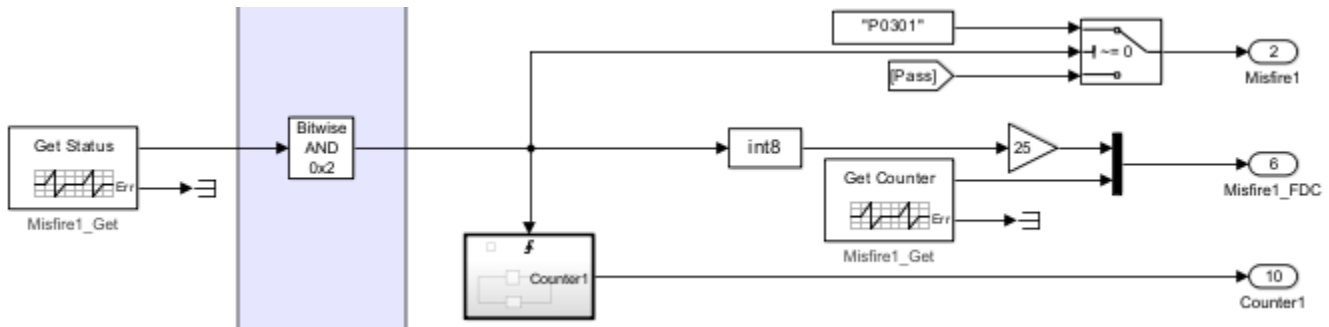 "P0301"
~= 0
[Pass]
2
Misfire1
Get Status
Err
Misfire1_Get
Bitwise
AND
0x2
int8
25
Get Counter
Err
Misfire1_Get
6
Misfire1_FDC
Counter1
10
Counter1